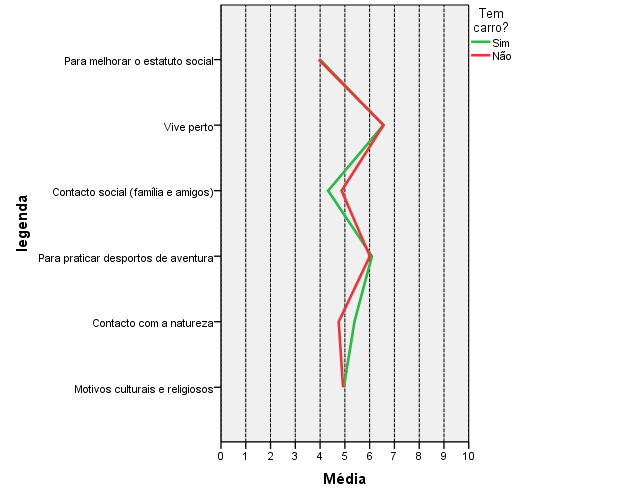 Tem
carro?
Sim
Não
legenda
Para melhorar o estatuto social
Vive perto
Contacto social (família e amigos)
Para praticar desportos de aventura
Contacto com a natureza
Motivos culturais e religiosos
0 1 2 3 4 5 6 7 8 9 10
Média